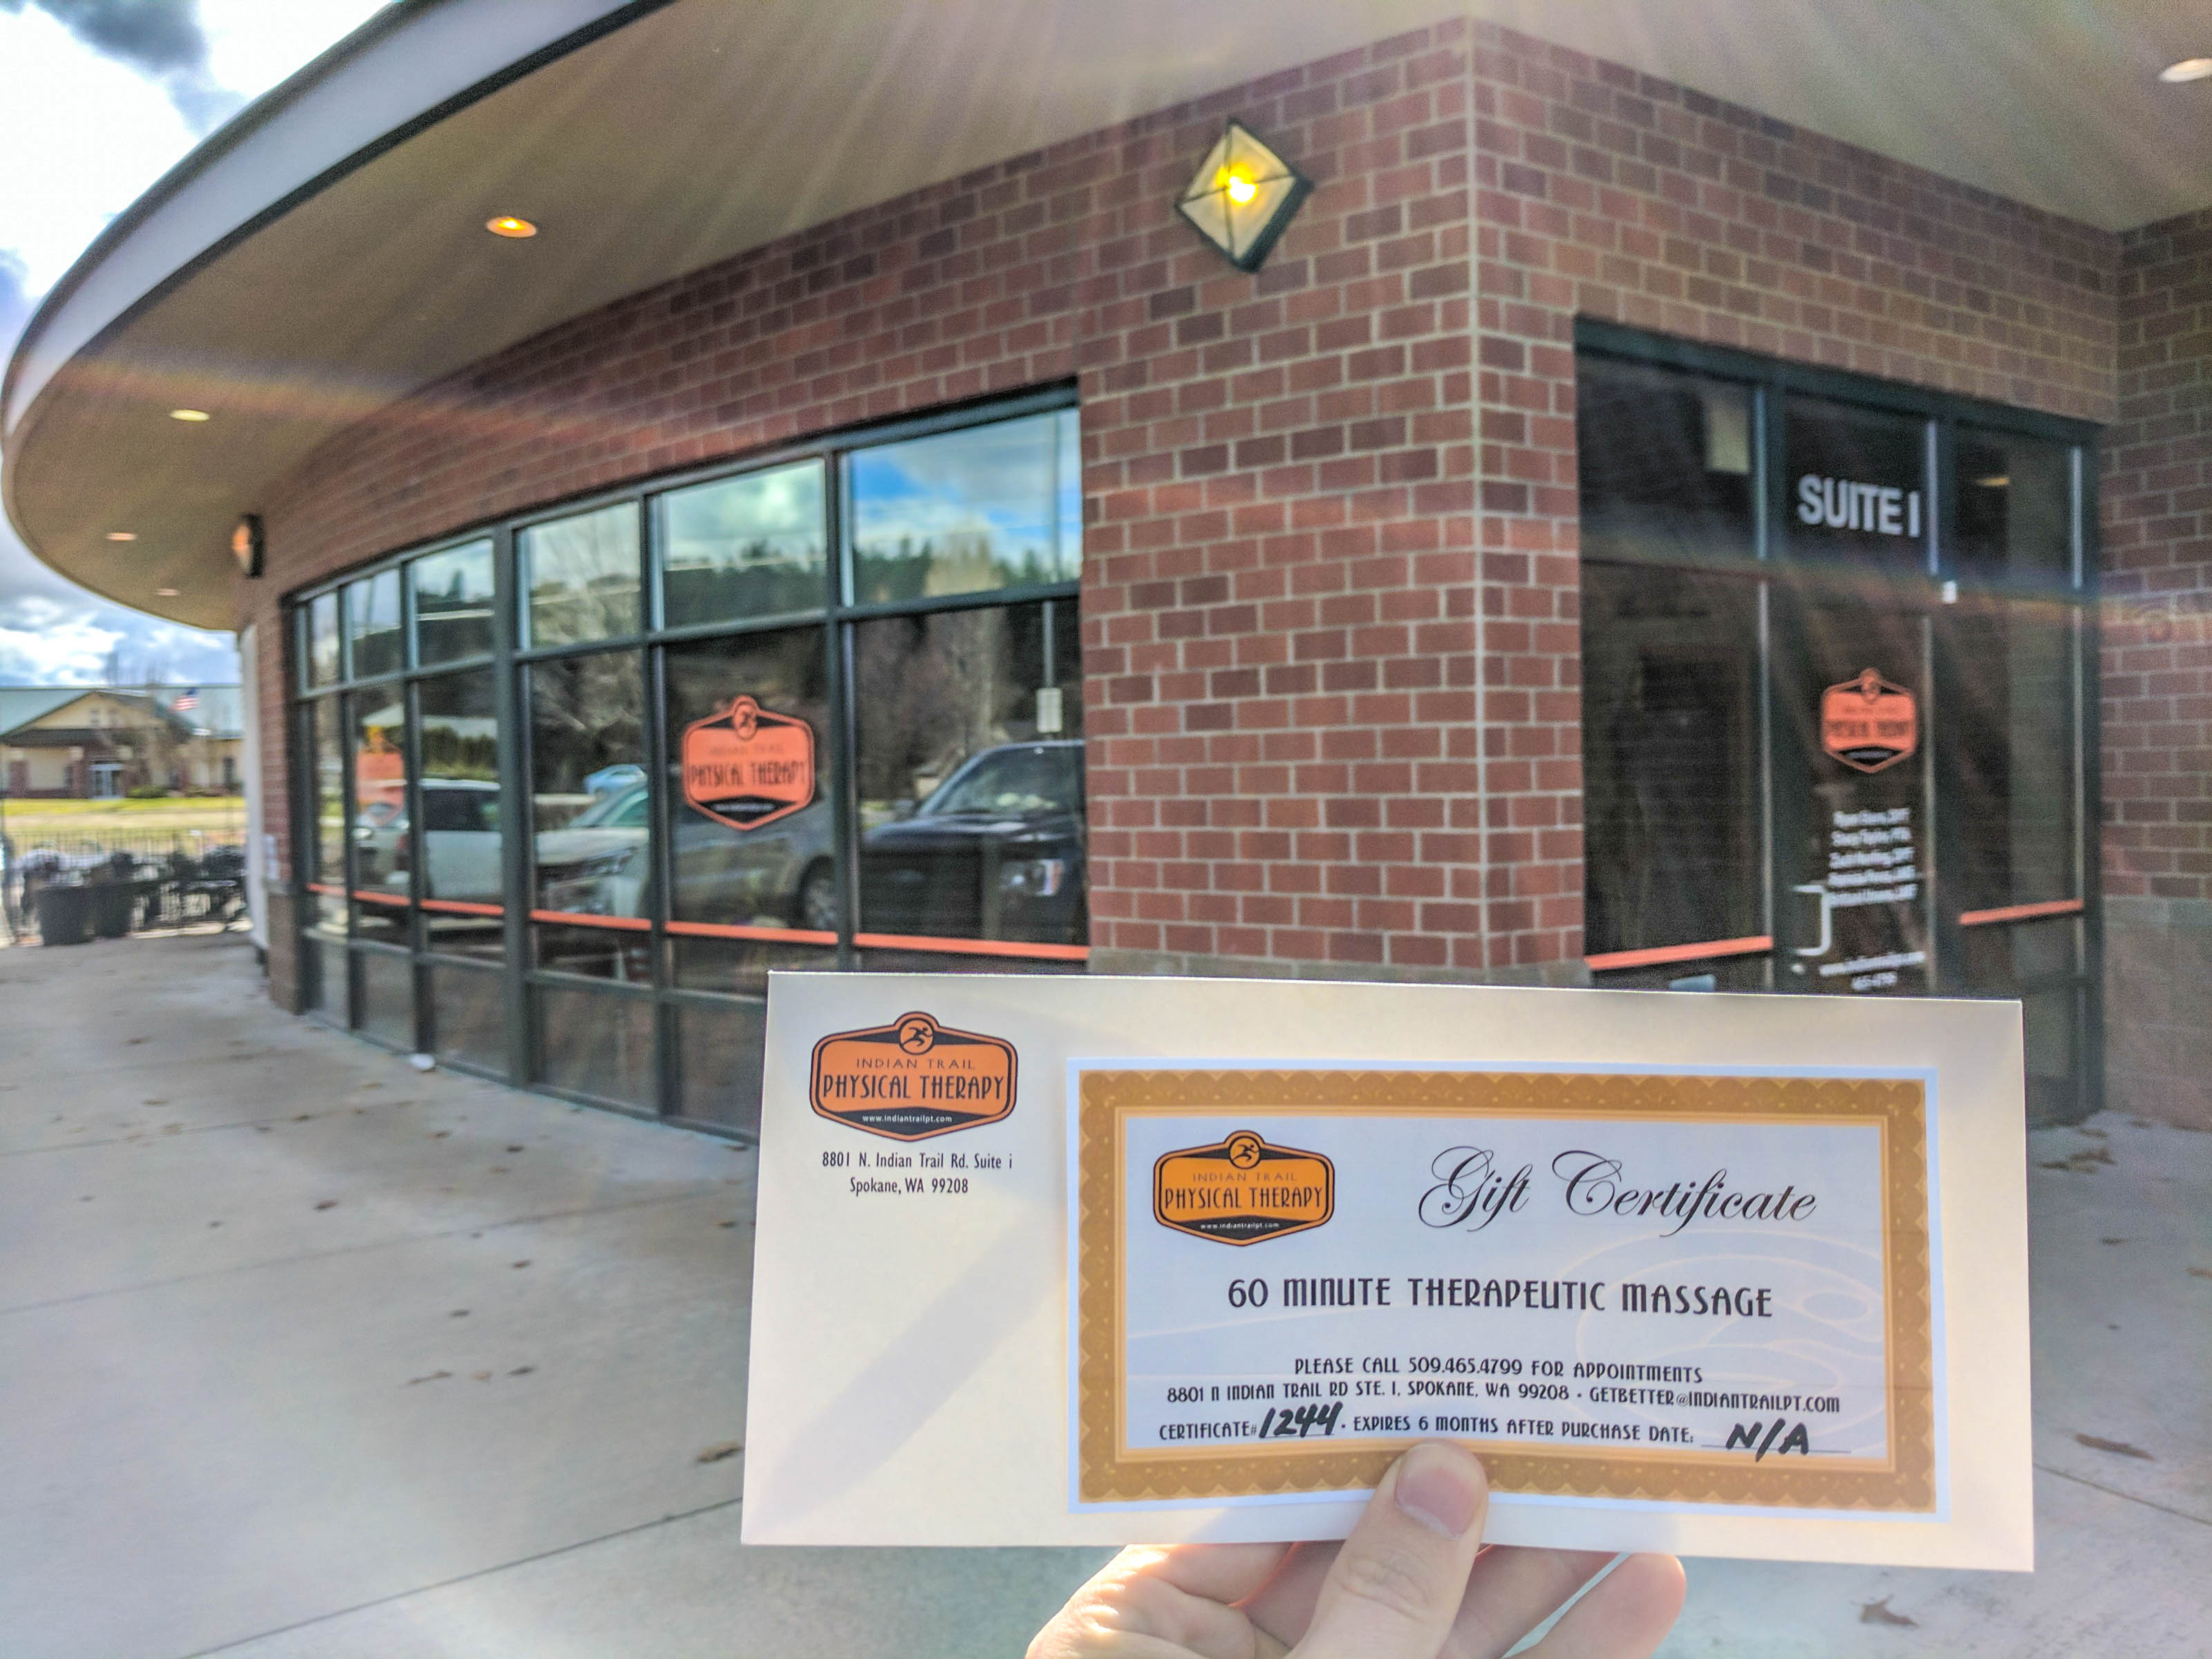 SUITE I
INDIAN TRAIL
PHYSICAL THERAPY
PHYSICAL THERAPY
INDIAN TRAIL
PHYSICAL THERAPY
www.indiantrailpt.com
8801 N. Indian Trail Rd. Suite i
Spokane, WA 99208
INDIAN TRAIL
PHYSICAL THERAPY
www.indiantrailpt.com
Gift Certificate
60 MINUTE THERAPEUTIC MASSAGE
PLEASE CALL 509.465.4799 FOR APPOINTMENTS
8801 N INDIAN TRAIL RD STE. I, SPOKANE, WA 99208 • GETBETTER@INDIANTRAILPT.COM
CERTIFICATE# 1244 • EXPIRES 6 MONTHS AFTER PURCHASE DATE: N/A